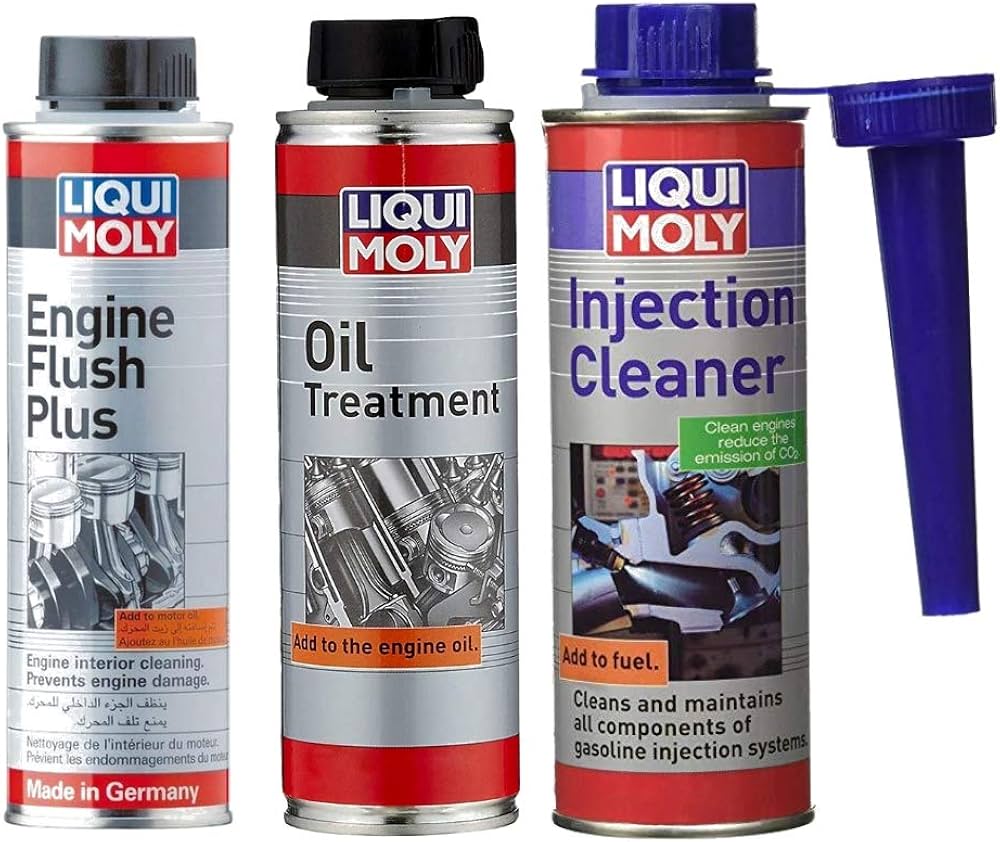 LIQUI
MOLY
Engine
Flush
Plus
Add to motor oil.
Ajoutez au l'huile de
Engine interior cleaning.
Prevents engine damage.
ينظف الجزء الداخلي للمحرك.
يمنع تلف المحرك.
Nettoyage de l'intérieur du moteur.
Prévient les endommagements du
Made in Germany
LIQUI
MOLY
Oil
Treatment
Add to the engine oil.
LIQUI
MOLY
Injection
Cleaner
Clean engines
reduce the
emission of CO₂
Add to fuel.
Cleans and maintains
all components of
gasoline injection systems.